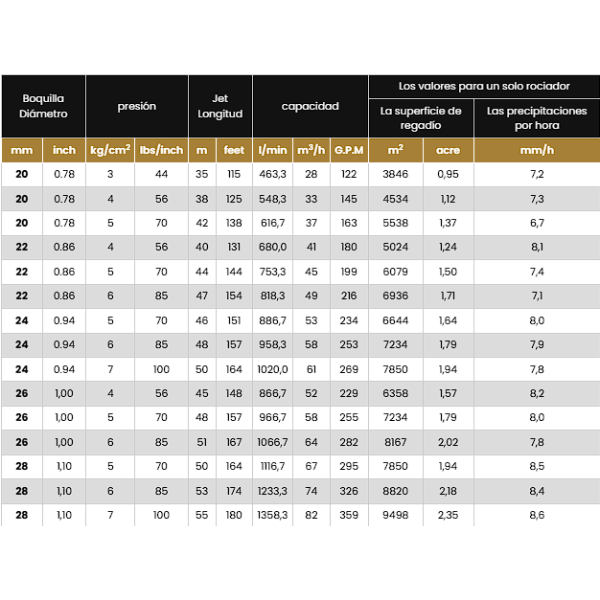 Boquilla Diámetro presión Jet Longitud capacidad Los valores para un solo rociador
La superficie de regadío Las precipitaciones por hora
mm inch kg/cm² lbs/inch m feet l/min m³/h G.P.M m² acre mm/h
20 0.78 3 44 35 115 463,3 28 122 3846 0,95 7,2
20 0.78 4 56 38 125 548,3 33 145 4534 1,12 7,3
20 0.78 5 70 42 138 616,7 37 163 5538 1,37 6,7
22 0.86 4 56 40 131 680,0 41 180 5024 1,24 8,1
22 0.86 5 70 44 144 753,3 45 199 6079 1,50 7,4
22 0.86 6 85 47 154 818,3 49 216 6936 1,71 7,1
24 0.94 5 70 46 151 886,7 53 234 6644 1,64 8,0
24 0.94 6 85 48 157 958,3 58 253 7234 1,79 7,9
24 0.94 7 100 50 164 1020,0 61 269 7850 1,94 7,8
26 1,00 4 56 45 148 866,7 52 229 6358 1,57 8,2
26 1,00 5 70 48 157 966,7 58 255 7234 1,79 8,0
26 1,00 6 85 51 167 1066,7 64 282 8167 2,02 7,8
28 1,10 5 70 50 164 1116,7 67 295 7850 1,94 8,5
28 1,10 6 85 53 174 1233,3 74 326 8820 2,18 8,4
28 1,10 7 100 55 180 1358,3 82 359 9498 2,35 8,6